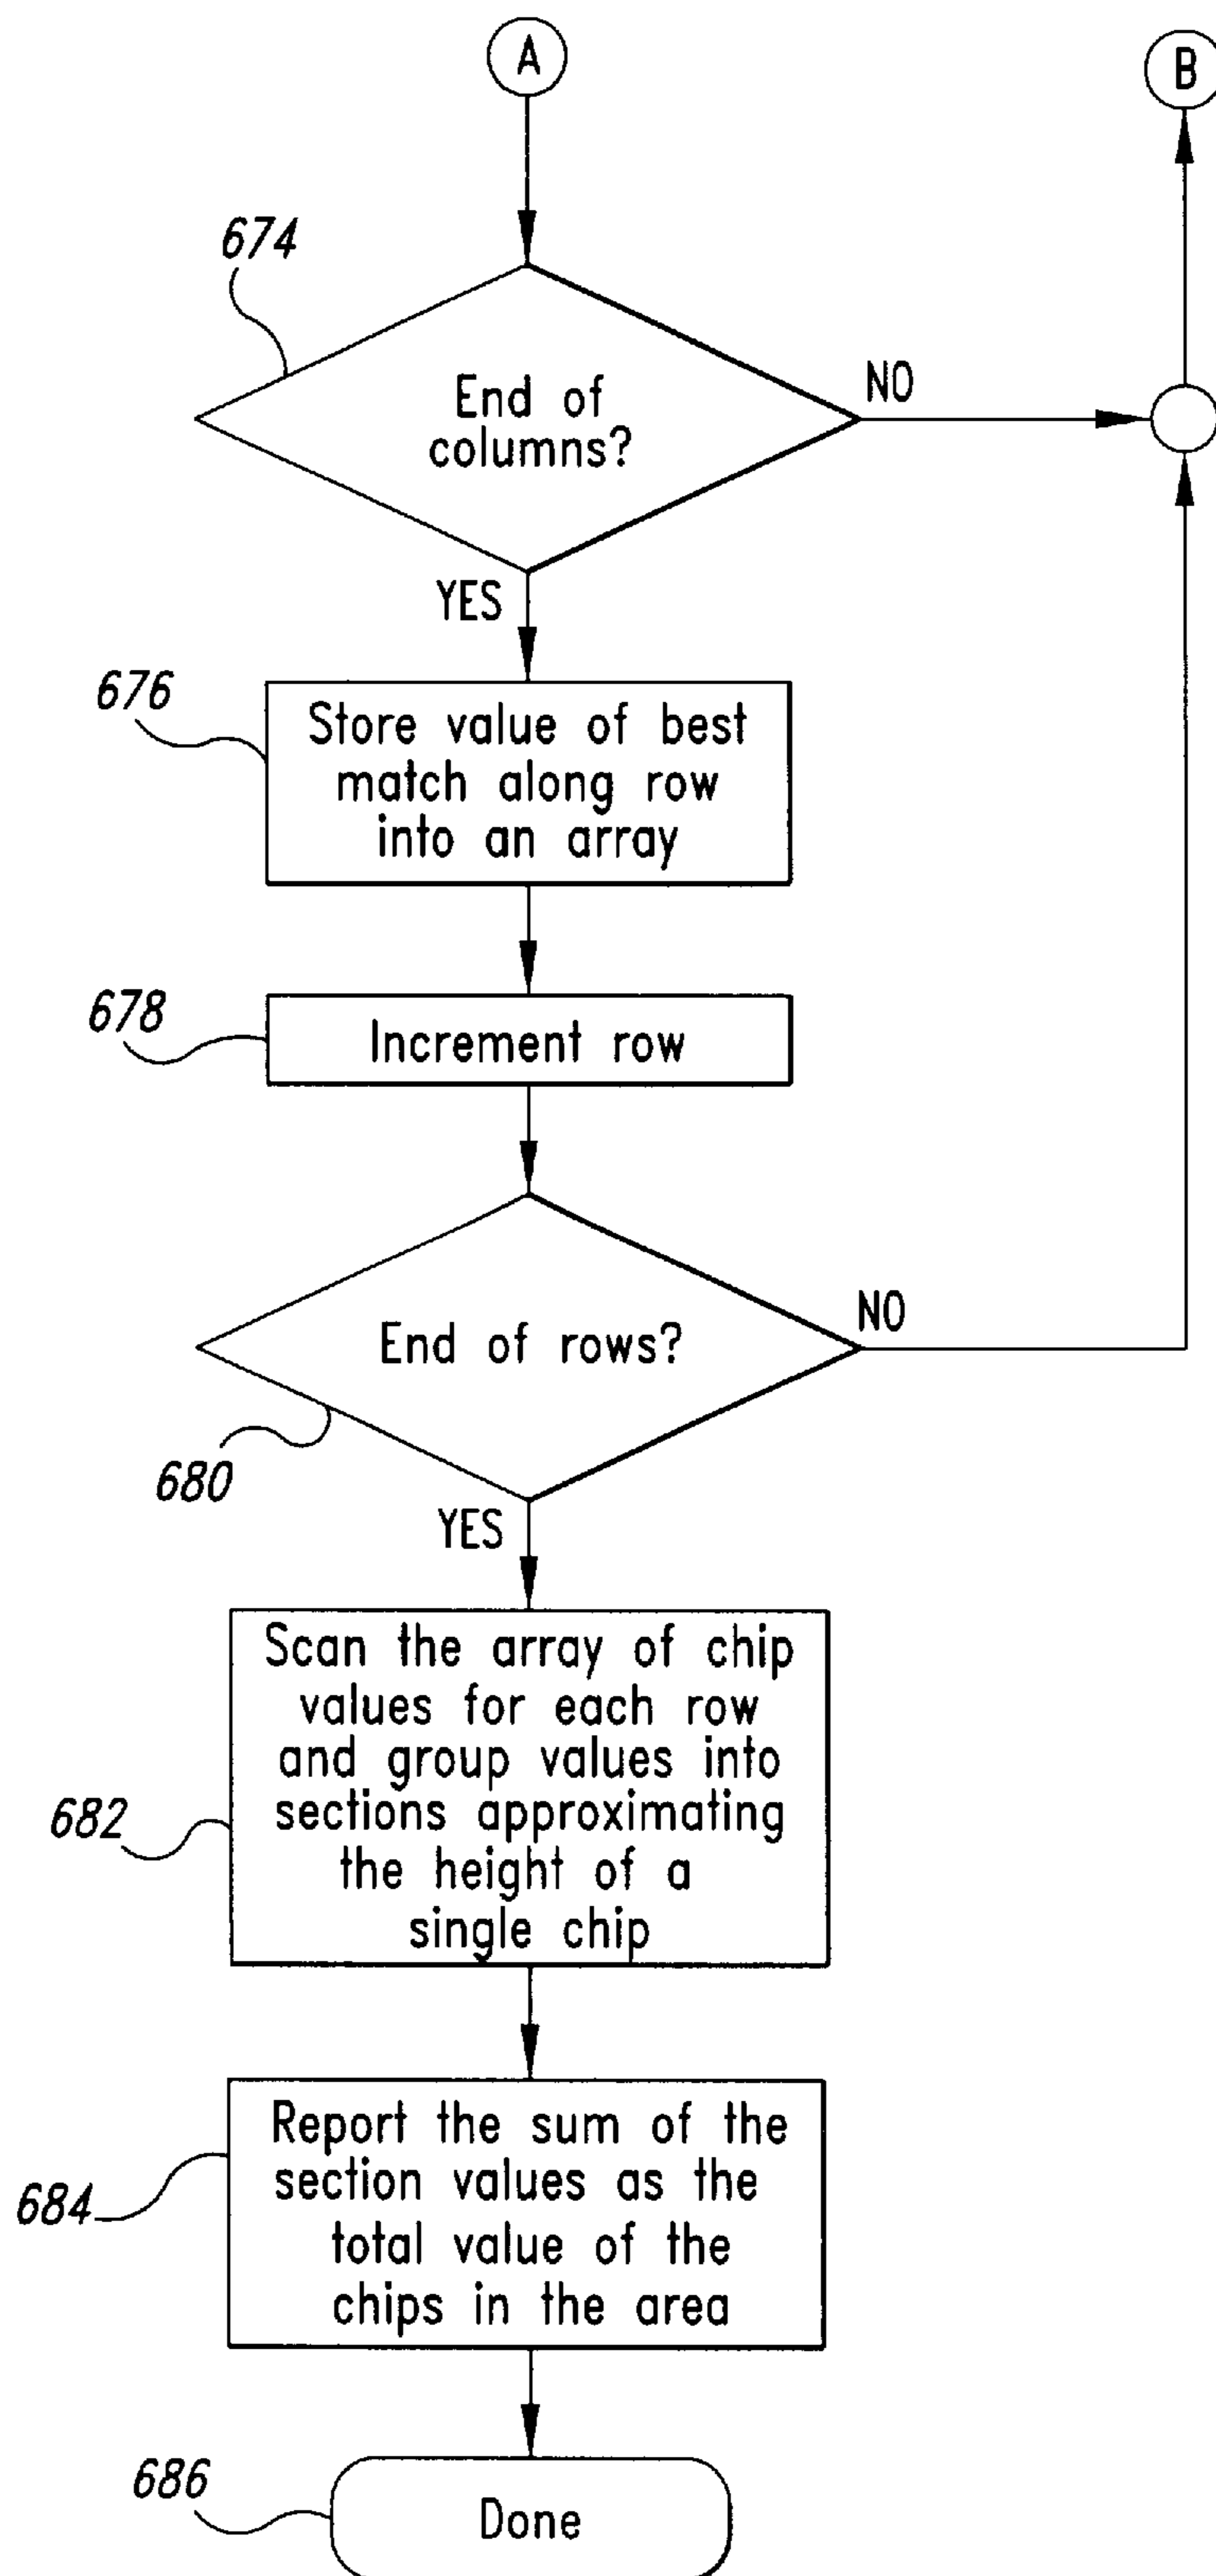 A
B
674
End of
columns?
NO
YES
676
Store value of best
match along row
into an array
678
Increment row
End of rows?
NO
680
YES
Scan the array of chip
values for each row
and group values into
sections approximating
the height of a
single chip
682
Report the sum of the
section values as the
total value of the
chips in the area
684
686
Done